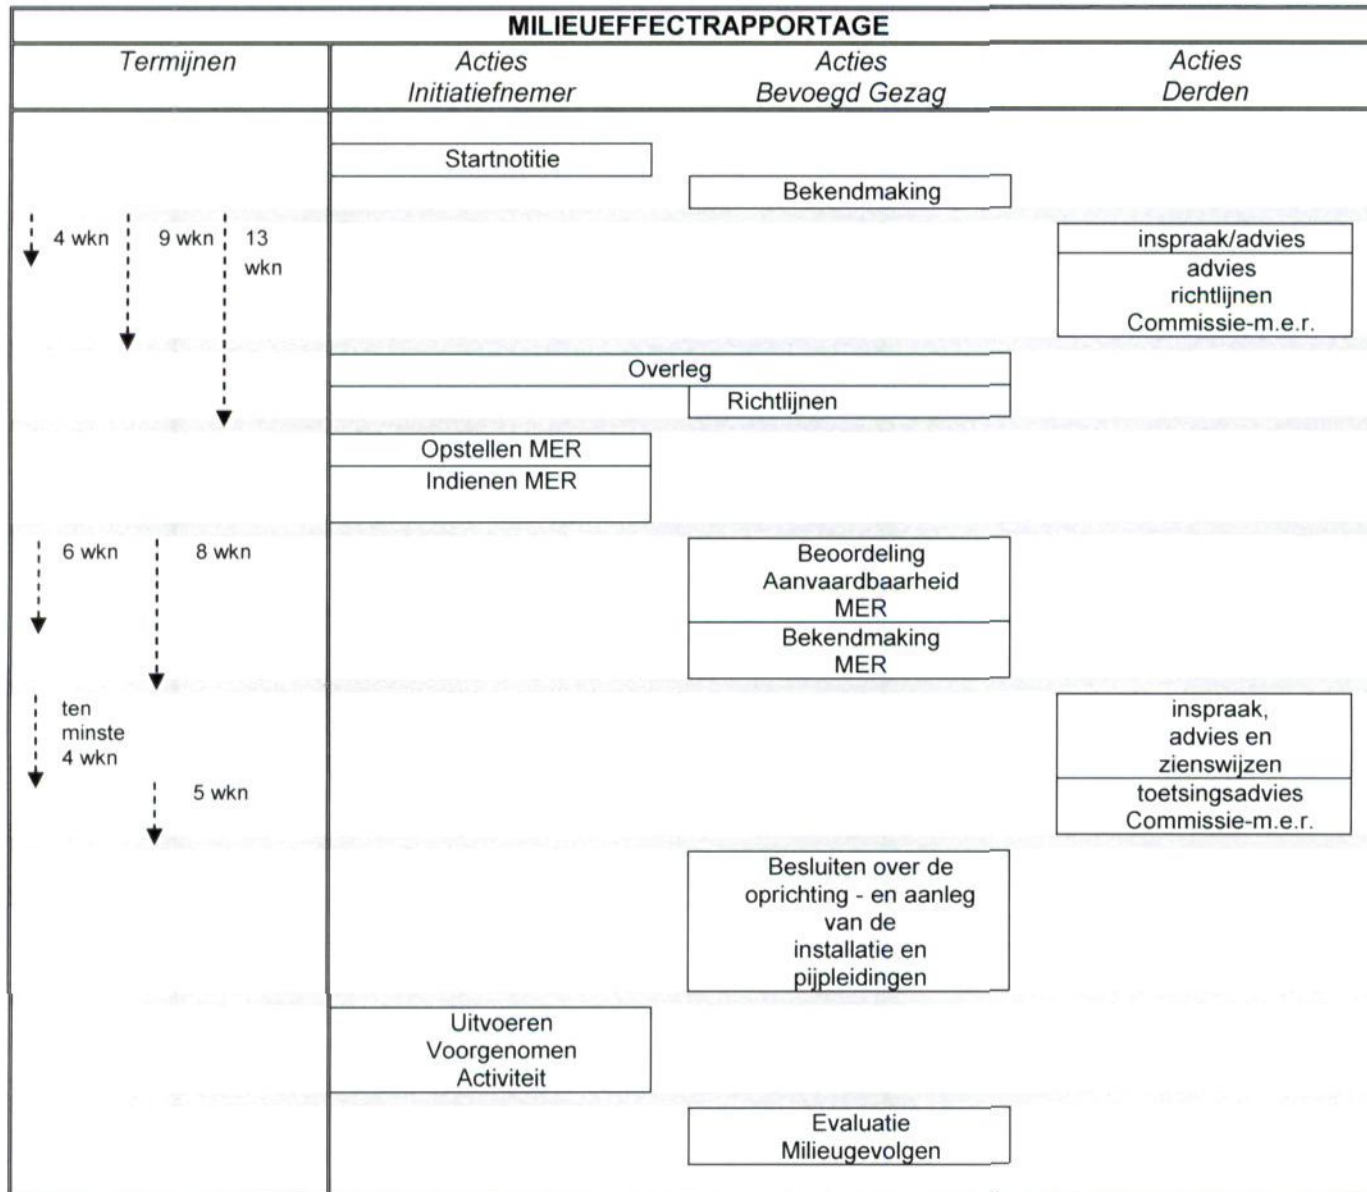 MILIEUEFFECTRAPPORTAGE
Termijnen
Acties
Initiatiefnemer
Acties
Bevoegd Gezag
Acties
Derden
Startnotitie
Bekendmaking
4 wkn
9 wkn
13
wkn
inspraak/advies
advies
richtlijnen
Commissie-m.e.r.
Overleg
Richtlijnen
Opstellen MER
Indienen MER
6 wkn
8 wkn
Beoordeling
Aanvaardbaarheid
MER
Bekendmaking
MER
ten
minste
4 wkn
inspraak,
advies en
zienswijzen
5 wkn
toetsingsadvies
Commissie-m.e.r.
Besluiten over de
oprichting - en aanleg
van de
installatie en
pijpleidingen
Uitvoeren
Voorgenomen
Activiteit
Evaluatie
Milieugevolgen